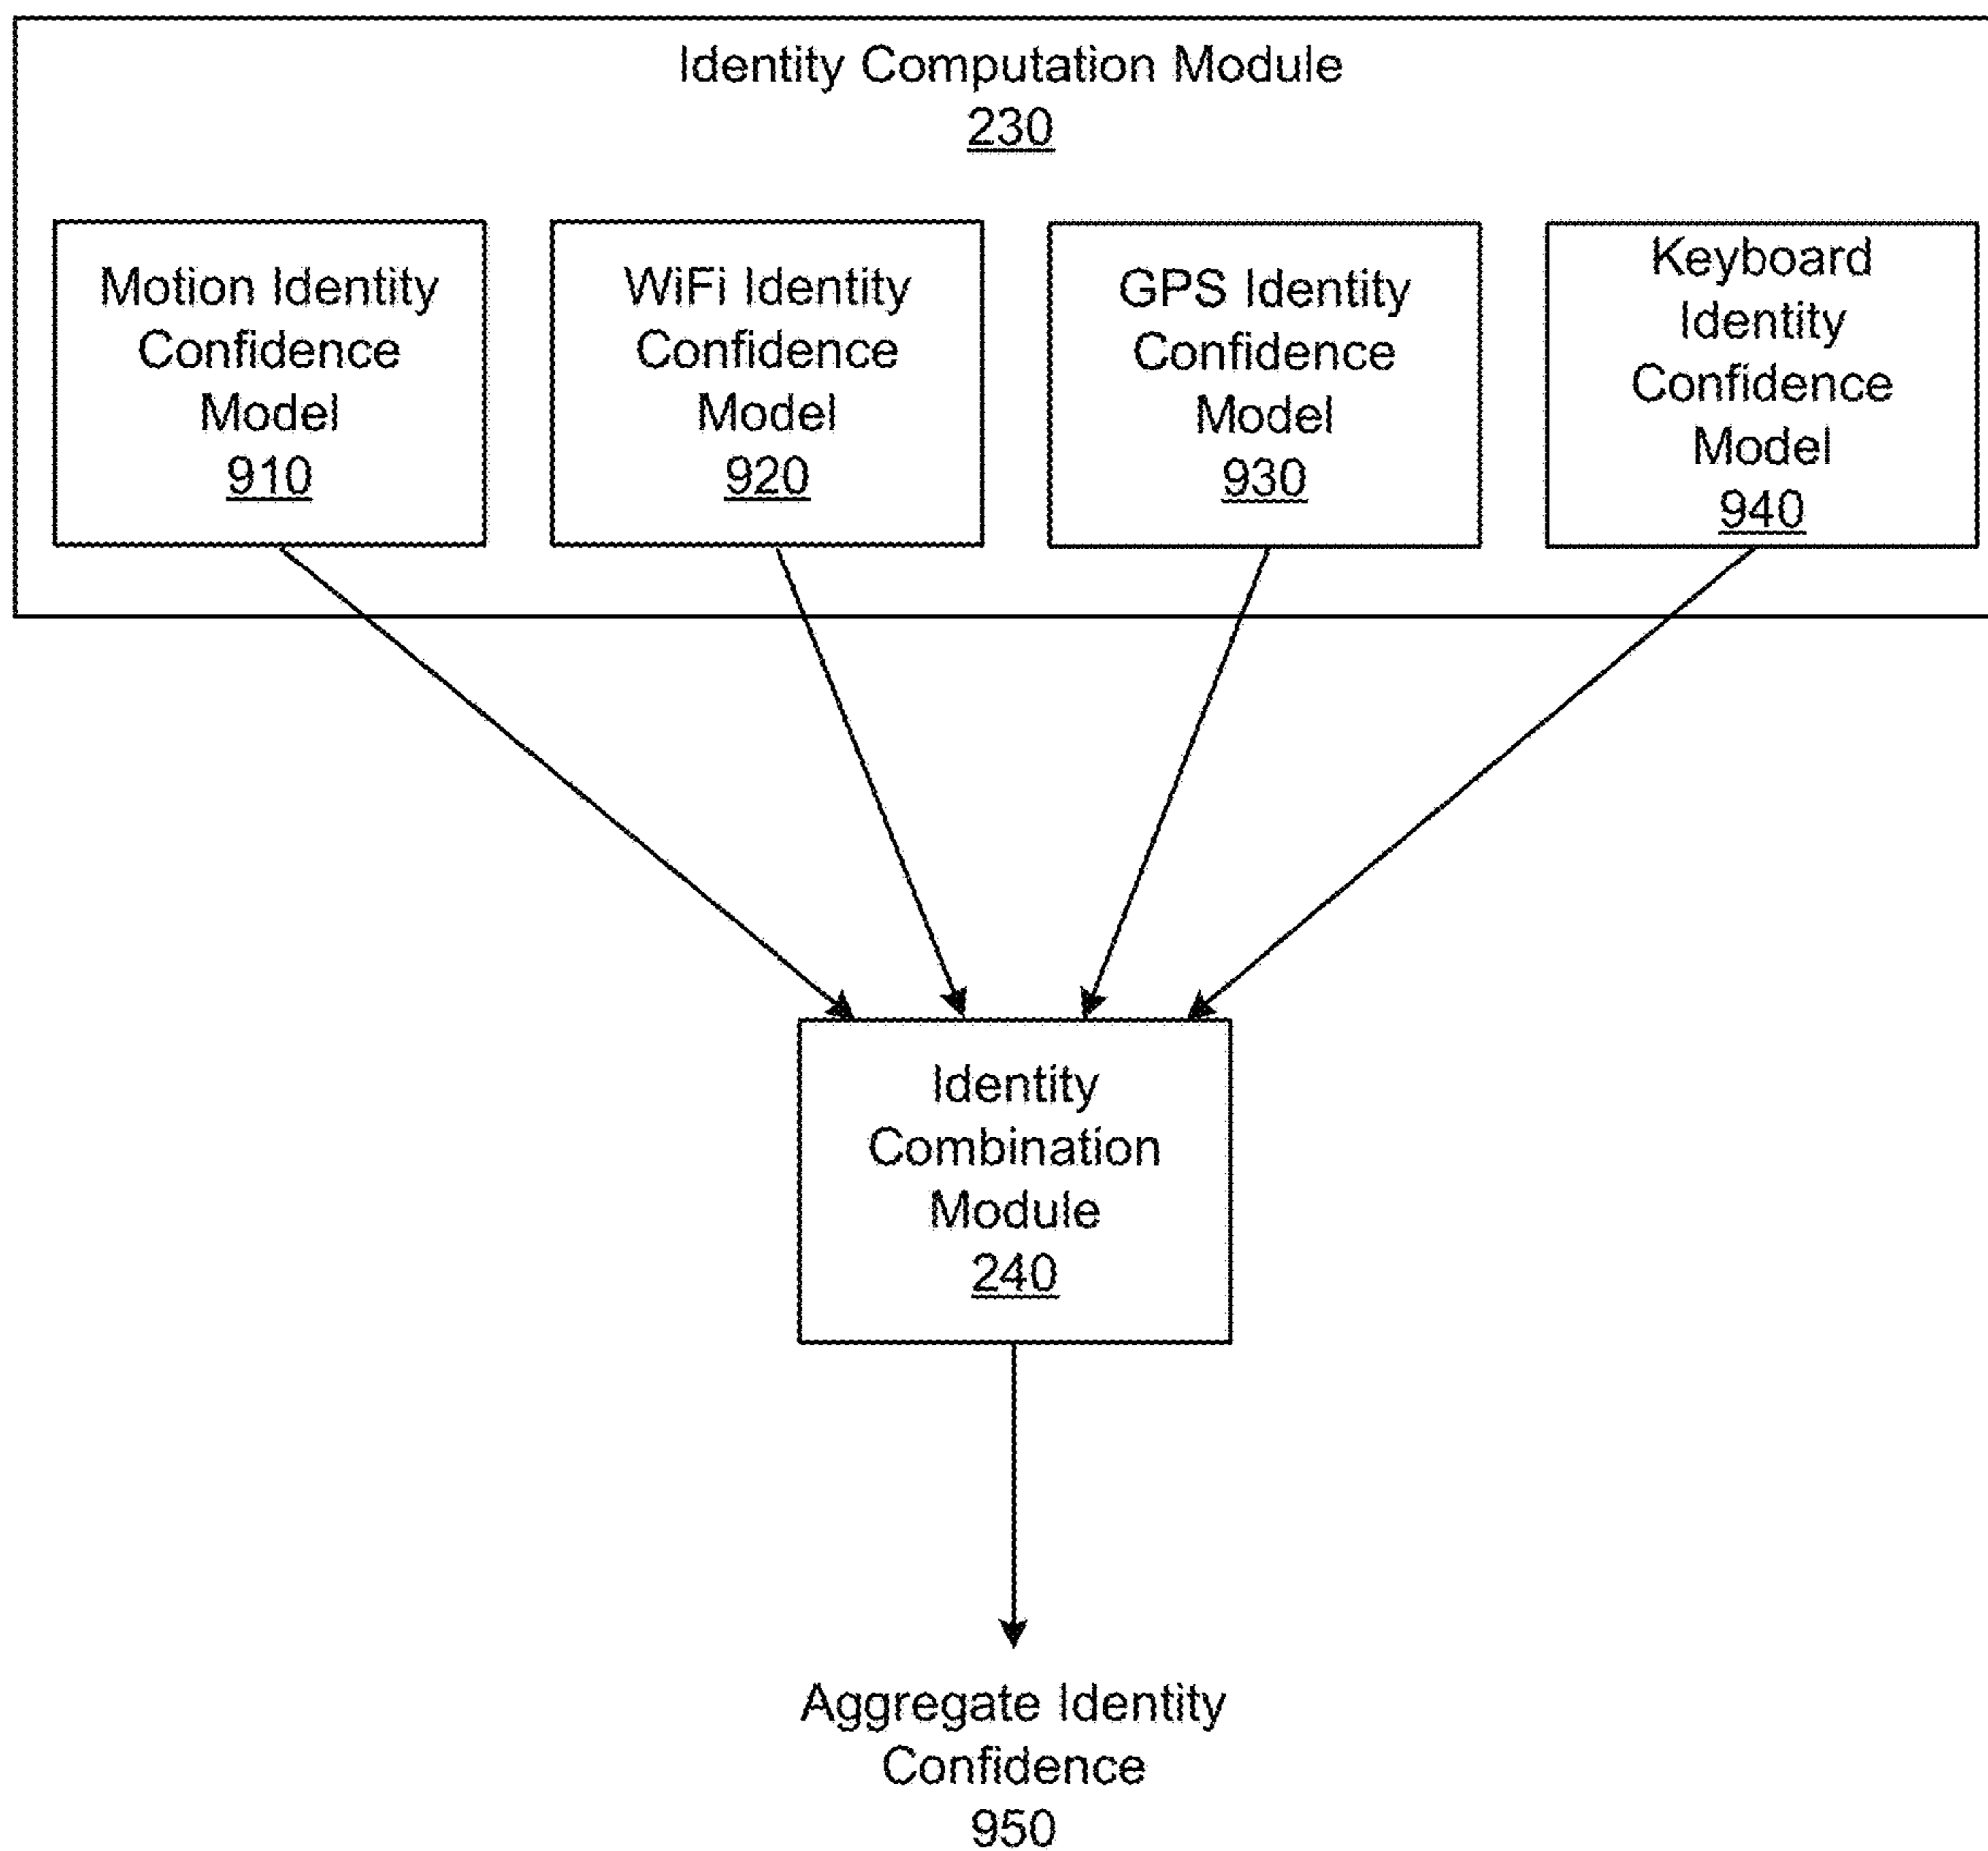 Identity Computation Module
230
Motion Identity
Confidence
Model
910
WiFi Identity
Confidence
Model
920
GPS Identity
Confidence
Model
930
Keyboard
Identity
Confidence
Model
940
Identity
Combination
Module
240
Aggregate Identity
Confidence
950